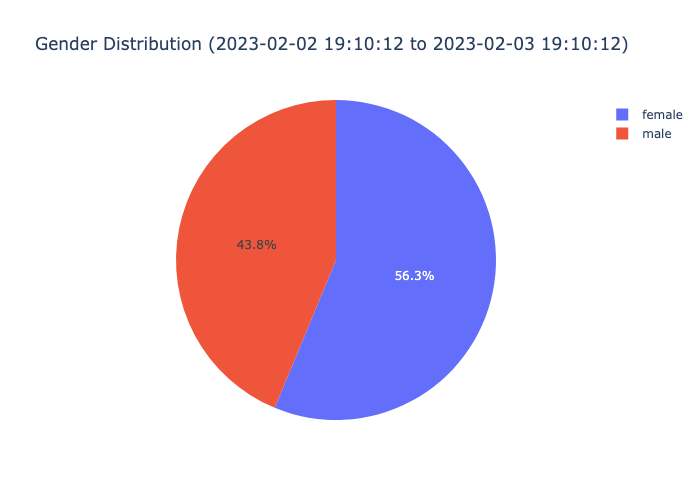 Gender Distribution (2023-02-02 19:10:12 to 2023-02-03 19:10:12)
female
male
43.8%
56.3%